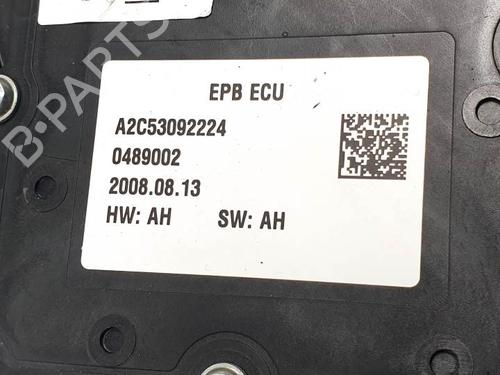 B-PARTS
EPB ECU
A2C53092224
0489002
2008.08.13
HW: AH SW: AH